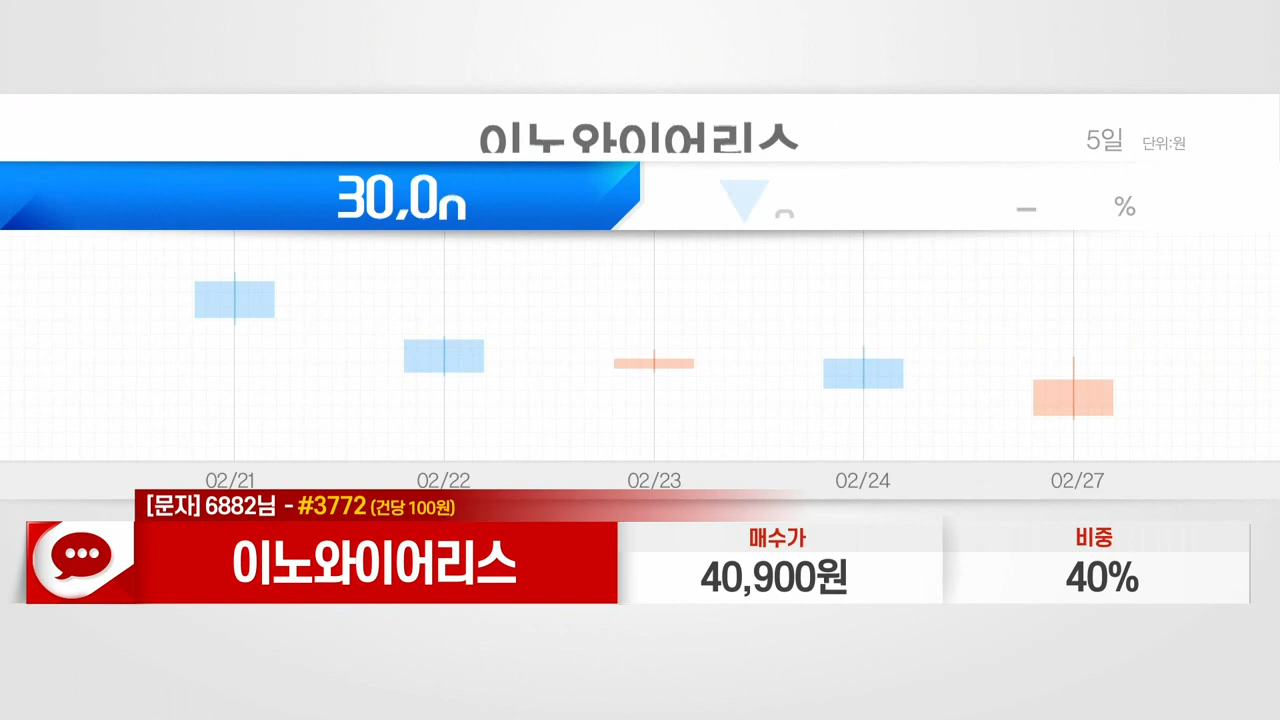 이노와이어리스
5일 단위:원
30,0
%
02/21 02/22 02/23 02/24 02/27
[문자] 6882님 - #3772 (건당 100원)
이노와이어리스
매수가
40,900원
비중
40%